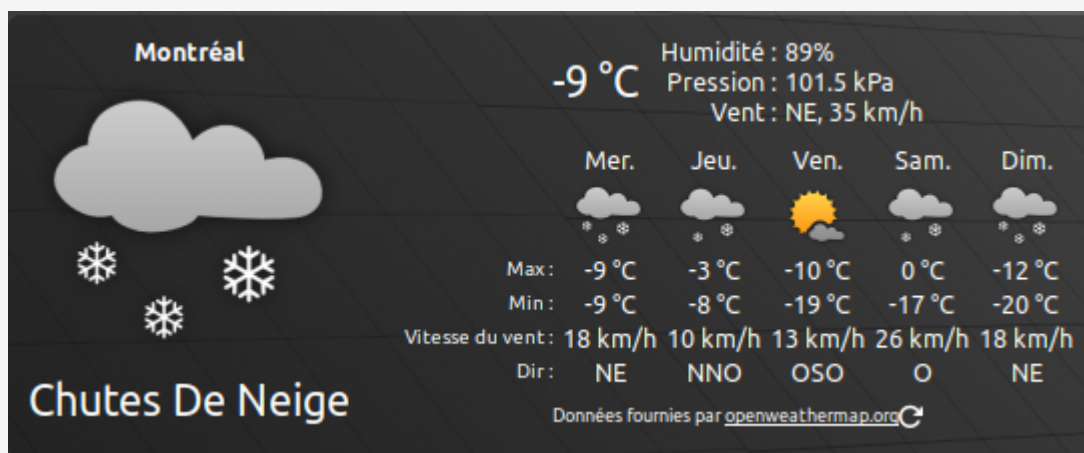 Montréal
-9 °C
Humidité : 89%
Pression : 101.5 kPa
Vent : NE, 35 km/h
Mer. Jeu. Ven. Sam. Dim.
Max : -9 °C -3 °C -10 °C 0 °C -12 °C
Min : -9 °C -8 °C -19 °C -17 °C -20 °C
Vitesse du vent : 18 km/h 10 km/h 13 km/h 26 km/h 18 km/h
Dir : NE NNO OSO O NE
Chutes De Neige
Données fournies par openweathermap.org